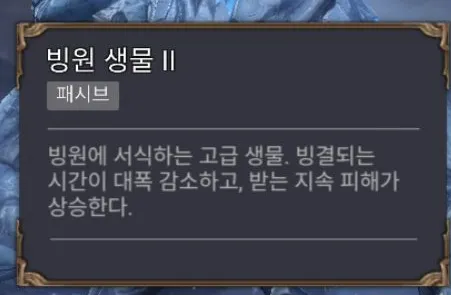 빙원 생물 II
패시브
빙원에 서식하는 고급 생물. 빙결되는
시간이 대폭 감소하고, 받는 지속 피해가
상승한다.